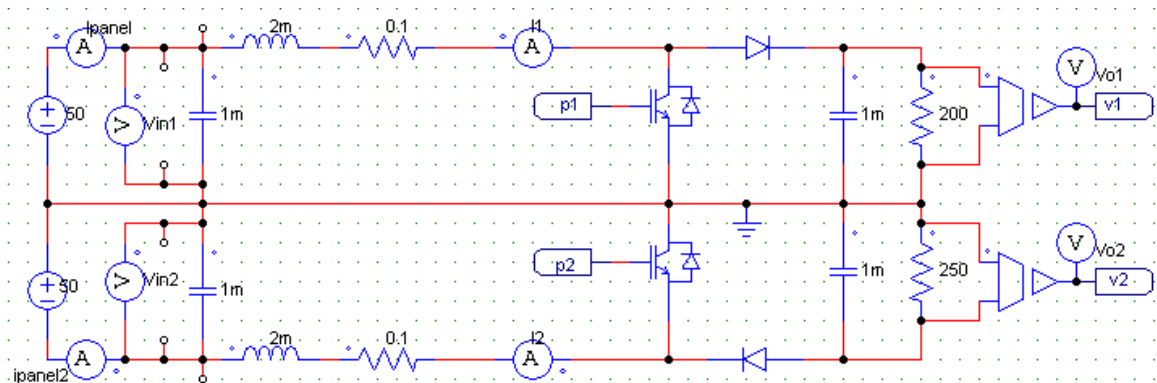 Ipanel 2m 0.1 I1
A A V Vo1
50 V Vin1 1m p1 1m 200 v1
V Vo2
50 V Vin2 1m p2 1m 250 v2
2m 0.1 I2
A A
ipanel2